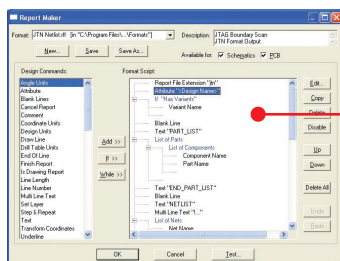 Report Maker
Format: JTN Netlist.rff [in "C:\Program Files\...\Formats"] Description: JTAG Boundary Scan
JTN Format Output
New... Save Save As... Available for: Schematics PCB
Design Commands: Format Script:
Angle Units
Attribute
Blank Lines
Cancel Report
Comment
Coordinate Units
Design Units
Draw Line
Drill Table Units
End Of Line
Finish Report
Is Drawing Report
Line Length
Line Number
Multi Line Text
Set Layer
Step & Repeat
Text
Transform Coordinates
Underline
Add >>
If >>
While >>
Report File Extension "jtn"
Attribute "<Design Name>"
If "Has Variants"
Variant Name
Blank Line
Text "PART_LIST"
List of Parts
List of Components
Component Name
Part Name
Text "END_PART_LIST"
Blank Line
Text "NETLIST"
Multi Line Text "!..."
List of Nets
Net Name
Edit...
Copy
Delete
Disable
Up
Down
Delete All
Undo
Redo
OK Cancel Test...